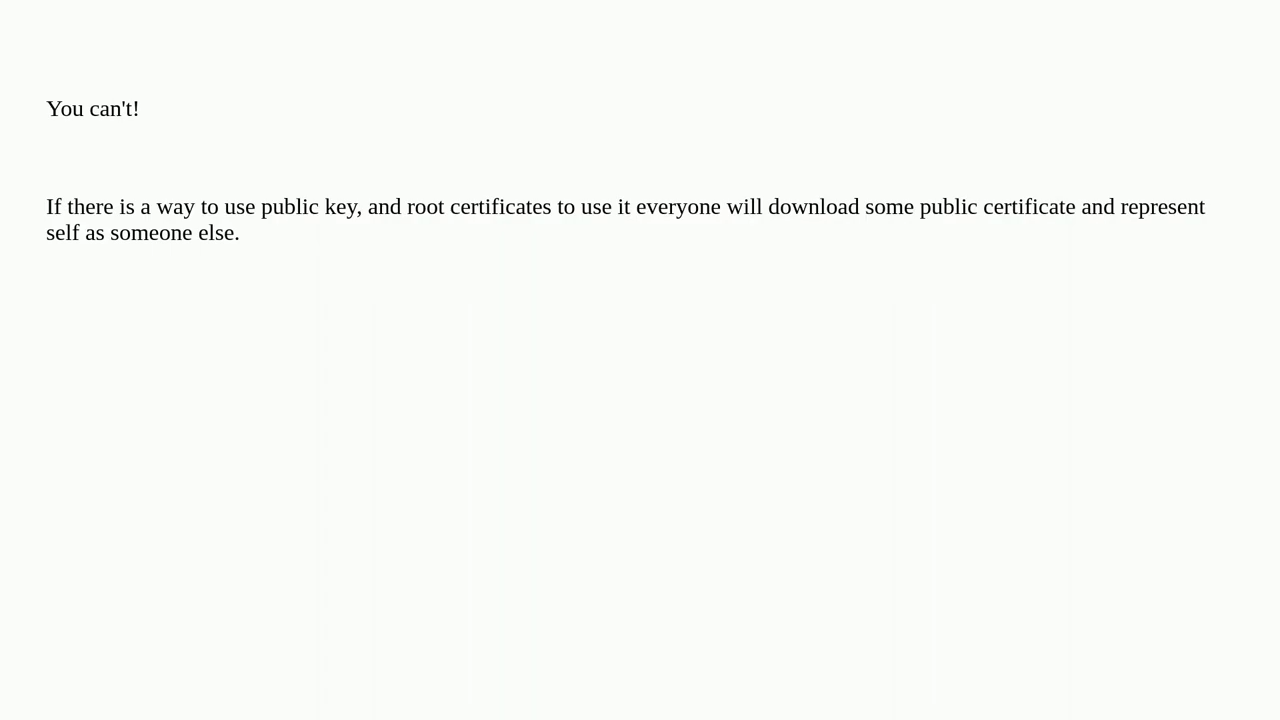 You can't!
If there is a way to use public key, and root certificates to use it everyone will download some public certificate and represent
self as someone else.